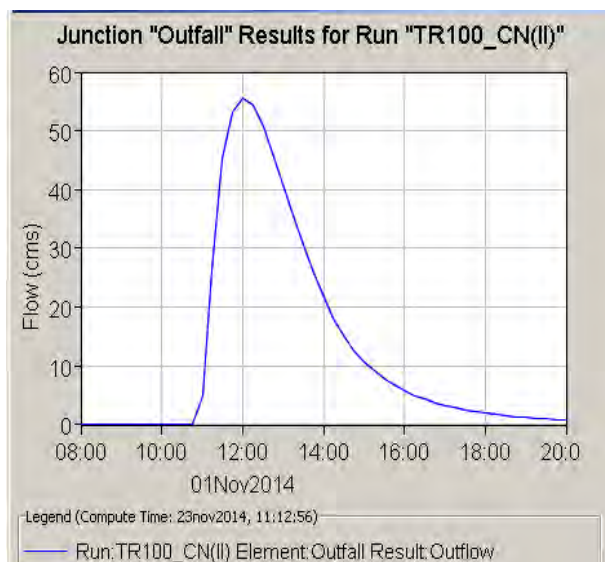 Junction "Outfall" Results for Run "TR100_CN(II)"
60
50
40
30
20
10
0
Flow (cms)
08:00 10:00 12:00 14:00 16:00 18:00 20:0
01Nov2014
Legend (Compute Time: 23nov2014, 11:12:56)
Run:TR100_CN(II) Element:Outfall Result:Outflow